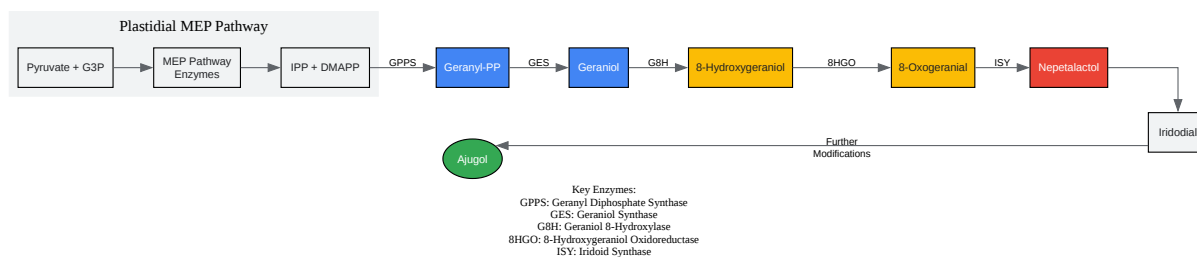 Plastidial MEP Pathway
Pyruvate + G3P
MEP Pathway
Enzymes
IPP + DMAPP
GPPS
Geranyl-PP
GES
Geraniol
G8H
8-Hydroxygeraniol
8HGO
8-Oxogeranial
ISY
Nepetalactol
Iridodial
Further
Modifications
Ajugol
Key Enzymes:
GPPS: Geranyl Diphosphate Synthase
GES: Geraniol Synthase
G8H: Geraniol 8-Hydroxylase
8HGO: 8-Hydroxygeraniol Oxidoreductase
ISY: Iridoid Synthase